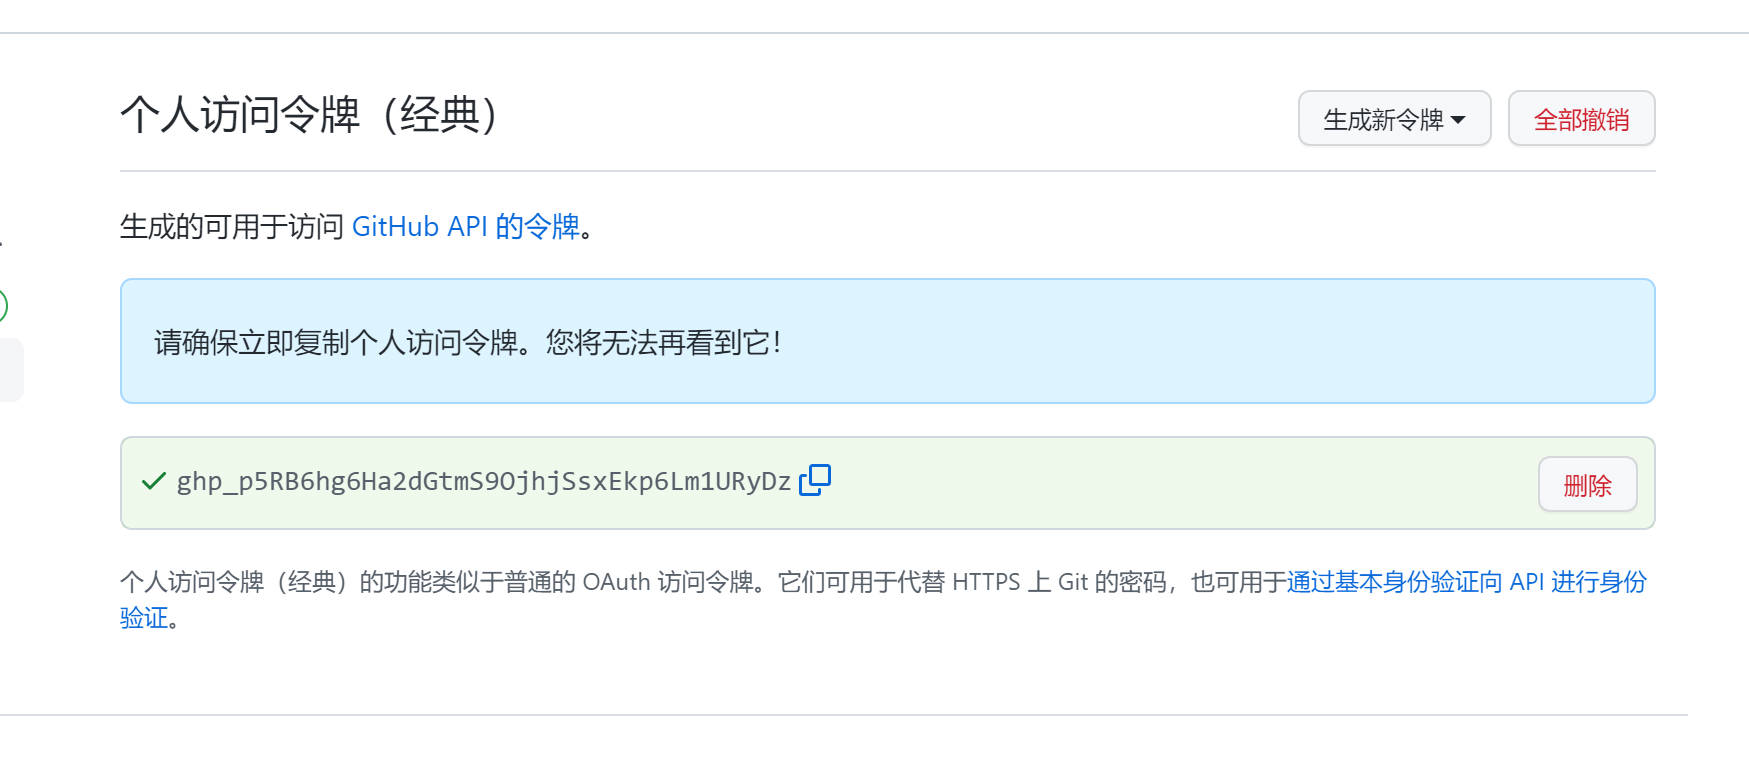 个人访问令牌（经典）
生成新令牌
全部撤销
生成的可用于访问 GitHub API 的令牌。
请确保立即复制个人访问令牌。您将无法再看到它！
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
删除
个人访问令牌（经典）的功能类似于普通的 OAuth 访问令牌。它们可用于代替 HTTPS 上 Git 的密码，也可用于通过基本身份验证向 API 进行身份
验证。